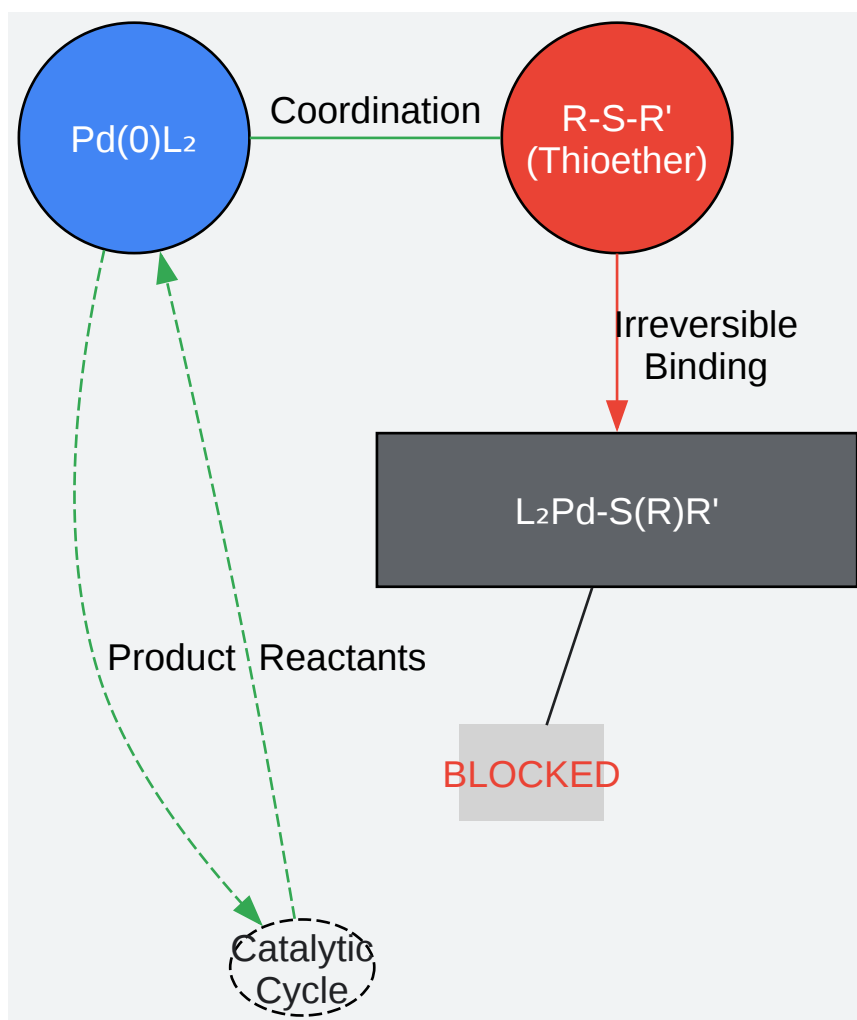 Pd(0)L₂
Coordination
R-S-R'
(Thioether)
Irreversible
Binding
L₂Pd-S(R)R'
Product
Reactants
BLOCKED
Catalytic
Cycle